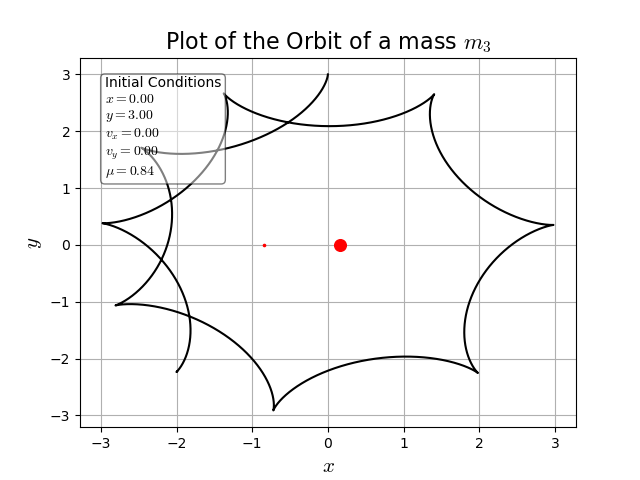 Plot of the Orbit of a mass m₃
Initial Conditions
x = 0.00
y = 3.00
vₓ = 0.00
v_y = 0.00
μ = 0.84
3
2
1
0
−1
−2
−3
y
−3 −2 −1 0 1 2 3
x